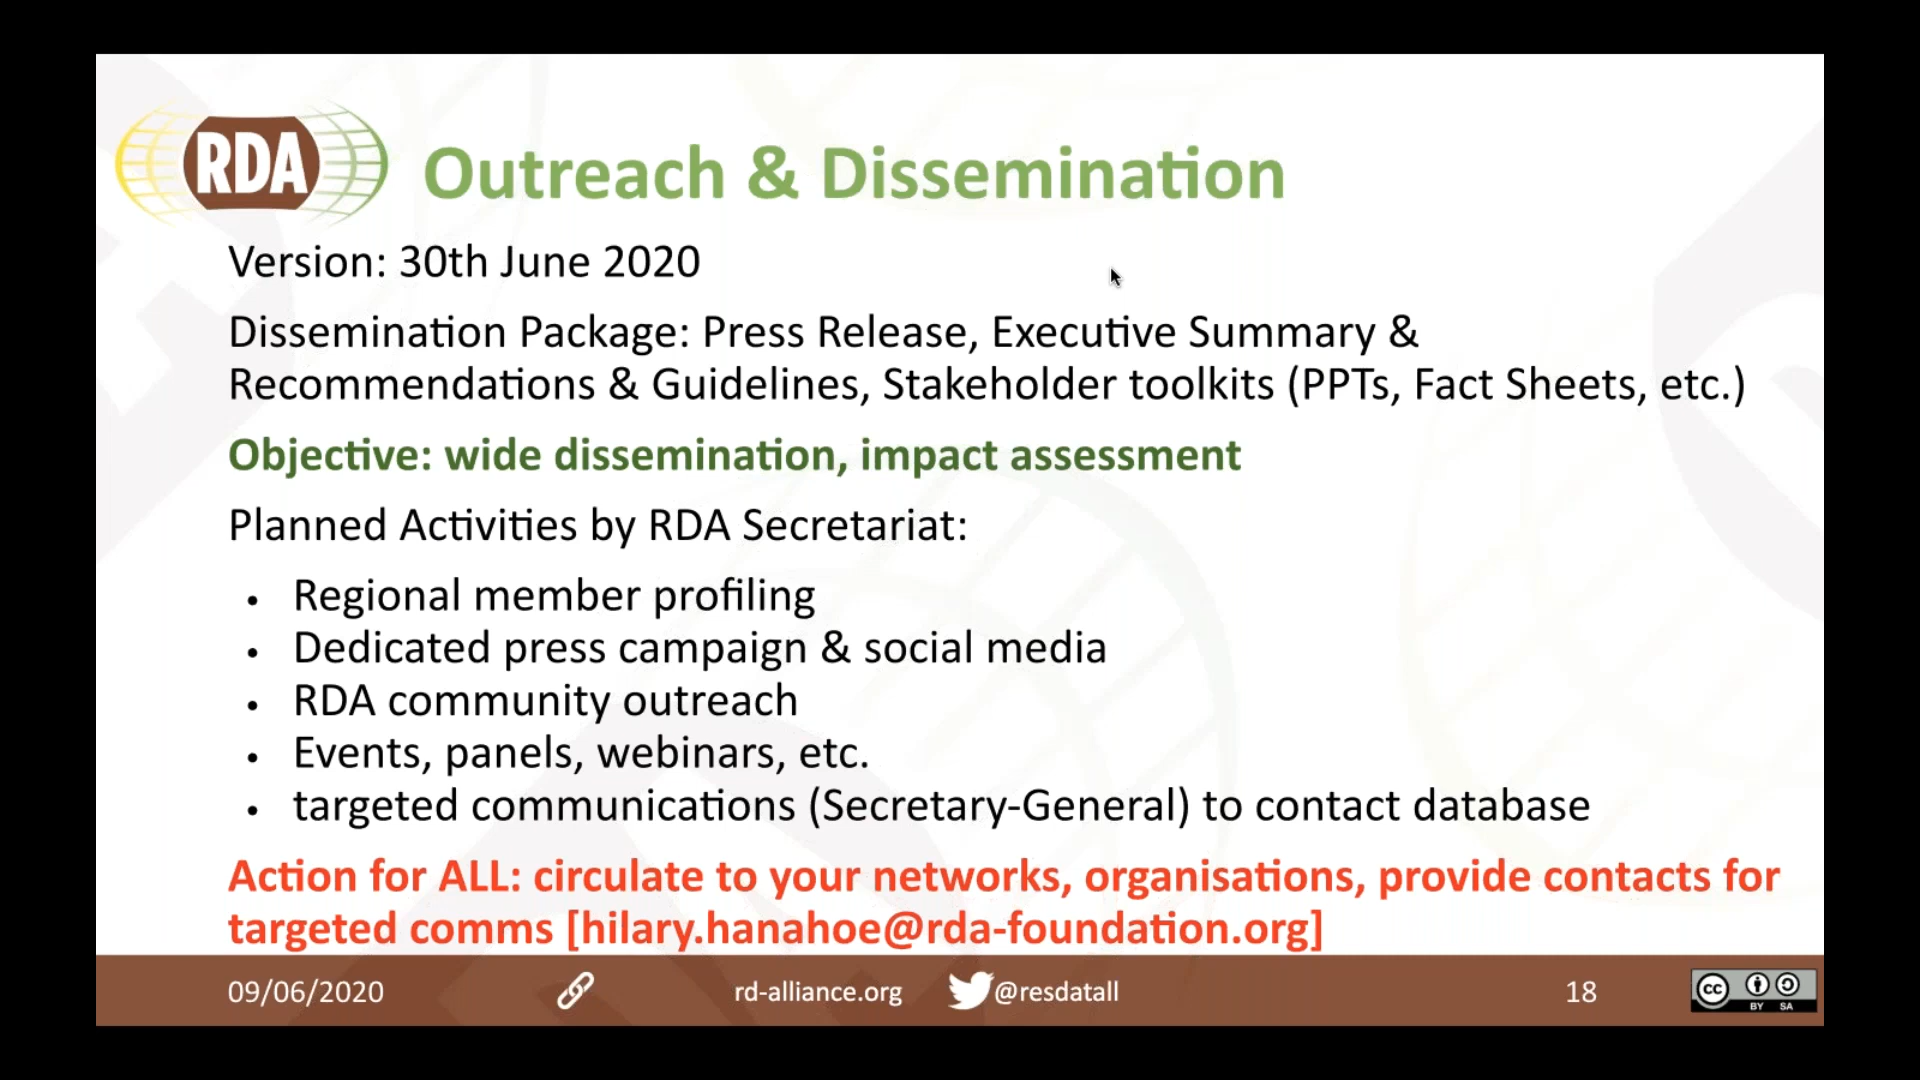 RDA
Outreach & Dissemination
Version: 30th June 2020
Dissemination Package: Press Release, Executive Summary &
Recommendations & Guidelines, Stakeholder toolkits (PPTs, Fact Sheets, etc.)
Objective: wide dissemination, impact assessment
Planned Activities by RDA Secretariat:
• Regional member profiling
• Dedicated press campaign & social media
• RDA community outreach
• Events, panels, webinars, etc.
• targeted communications (Secretary-General) to contact database
Action for ALL: circulate to your networks, organisations, provide contacts for
targeted comms [hilary.hanahoe@rda-foundation.org]
09/06/2020 rd-alliance.org @resdatall 18 cc BY SA